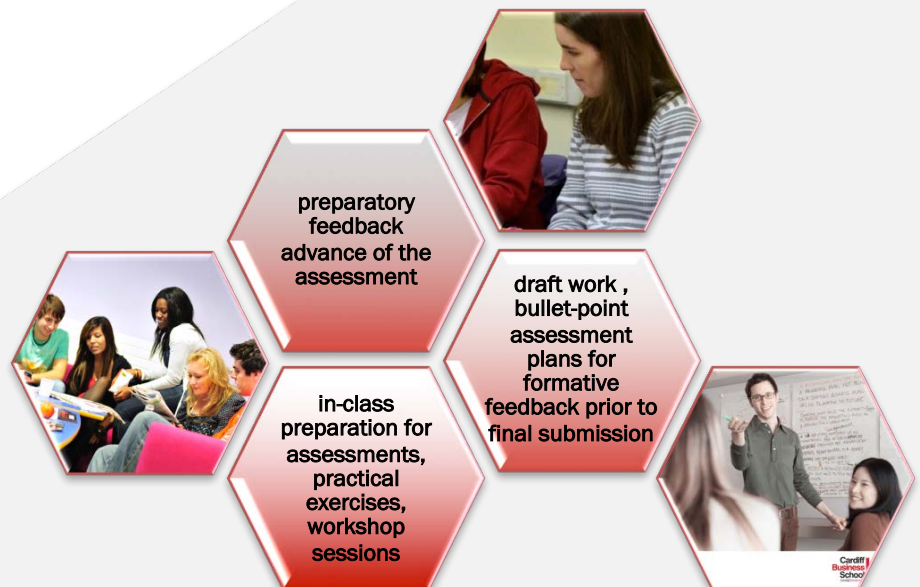 preparatory
feedback
advance of the
assessment
draft work ,
bullet-point
assessment
plans for
formative
feedback prior to
final submission
in-class
preparation for
assessments,
practical
exercises,
workshop
sessions
Cardiff
Business
School